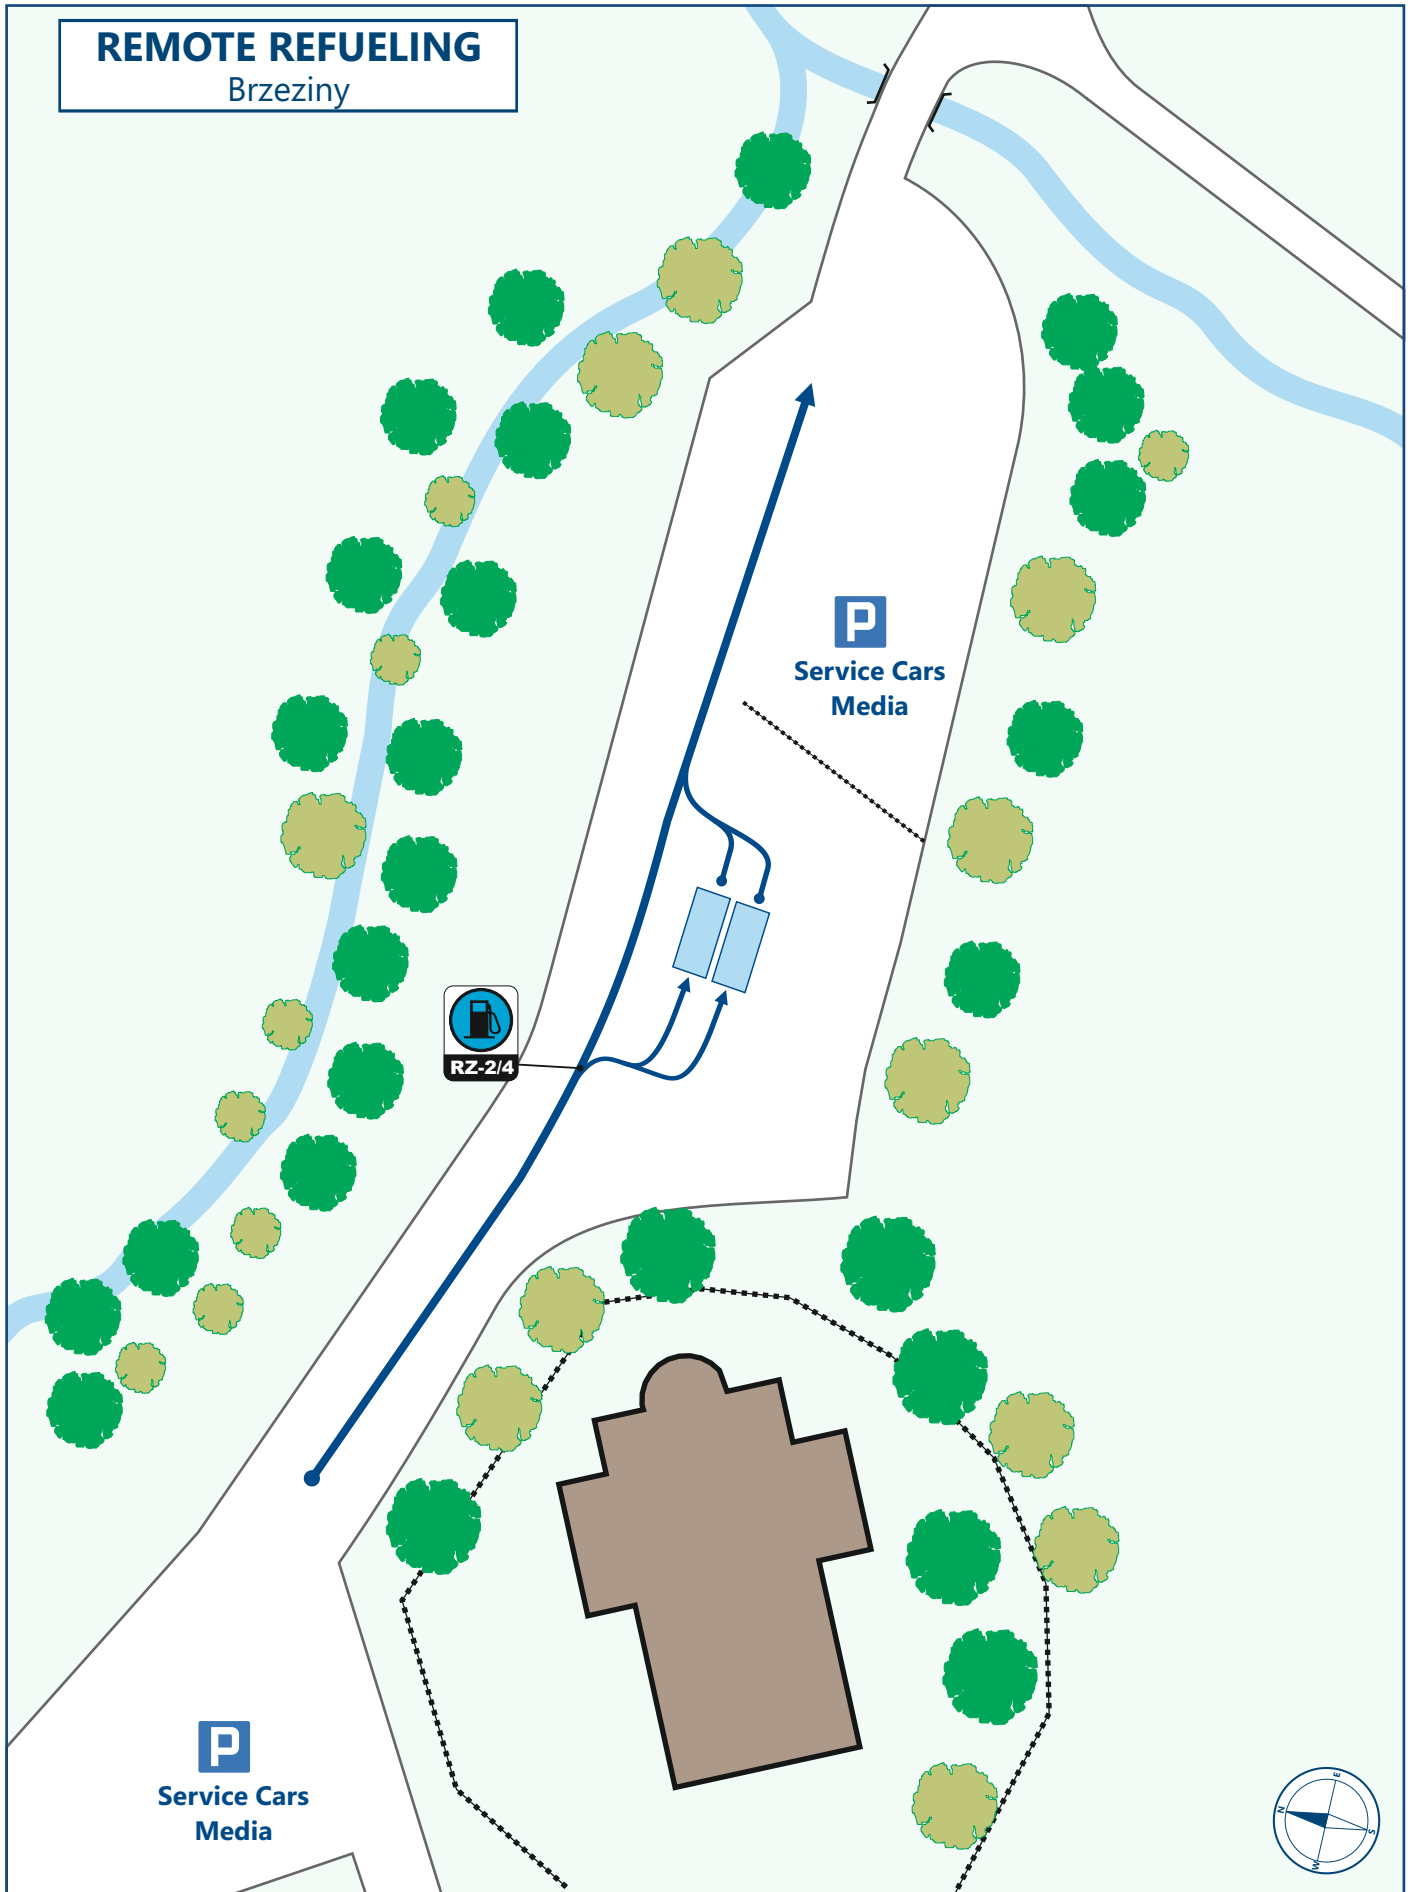 REMOTE REFUELING
Brzeziny
P
Service Cars
Media
RZ-2/4
P
Service Cars
Media
E
N
S
W